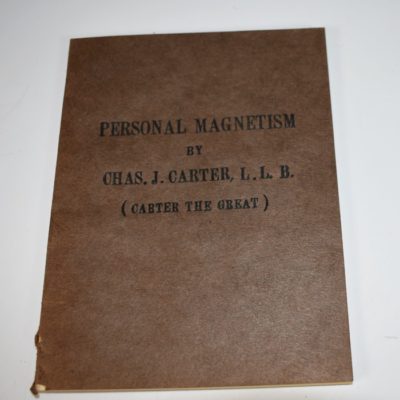 PERSONAL MAGNETISM
BY
CHAS. J. CARTER, L. L. B.
( CARTER THE GREAT )